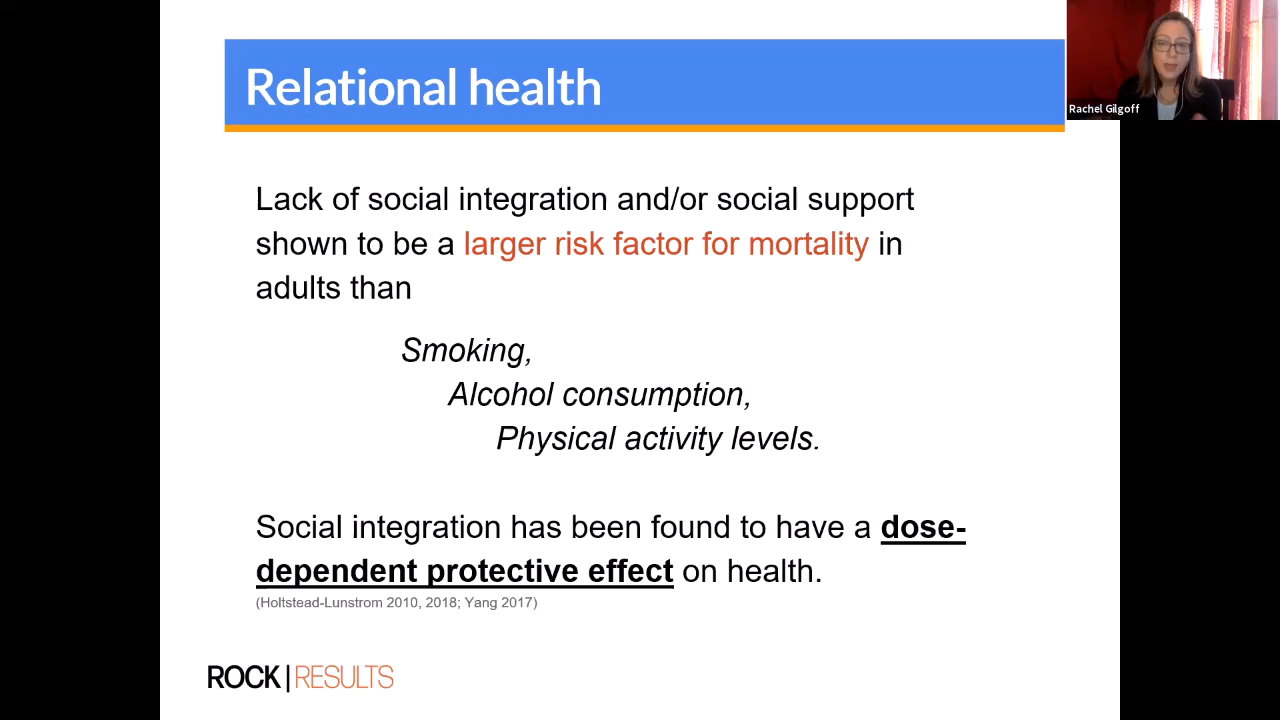 Relational health
Rachel Gilgoff
Lack of social integration and/or social support
shown to be a larger risk factor for mortality in
adults than
Smoking,
Alcohol consumption,
Physical activity levels.
Social integration has been found to have a dose-
dependent protective effect on health.
(Holtstead-Lunstrom 2010, 2018; Yang 2017)
ROCK|RESULTS